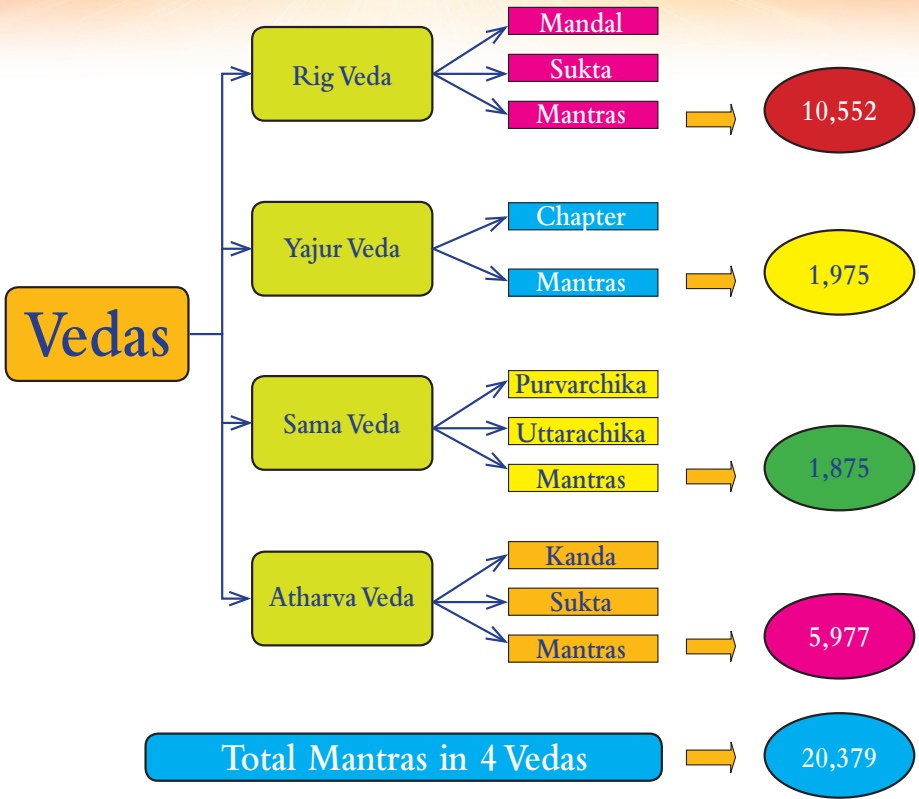 Vedas
Rig Veda
Mandal
Sukta
Mantras
10,552
Yajur Veda
Chapter
Mantras
1,975
Sama Veda
Purvarchika
Uttarachika
Mantras
1,875
Atharva Veda
Kanda
Sukta
Mantras
5,977
Total Mantras in 4 Vedas
20,379